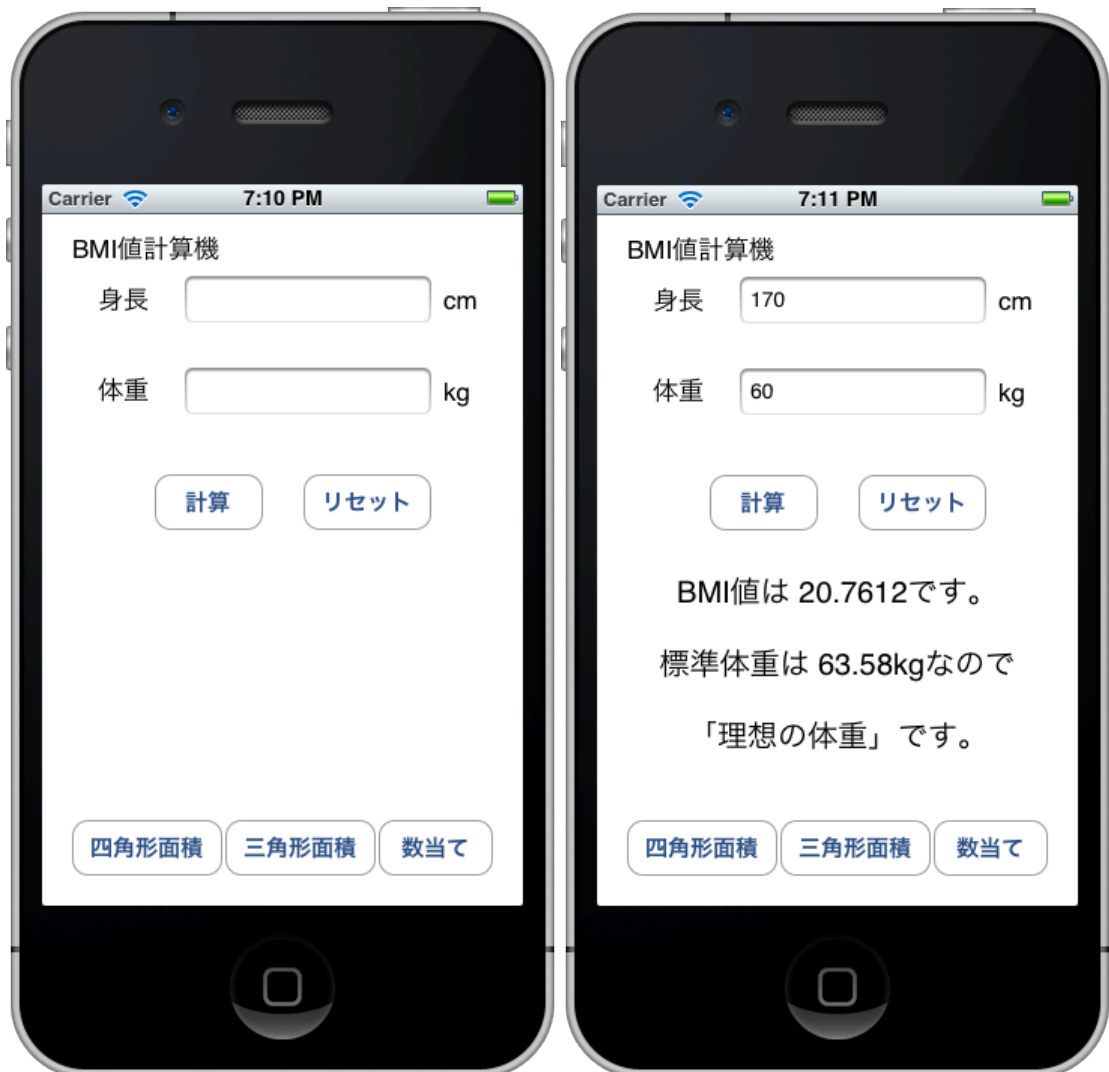 Carrier 7:10 PM
BMI値計算機
身長 cm
体重 kg
計算 リセット
四角形面積 三角形面積 数当て
Carrier 7:11 PM
BMI値計算機
身長 170 cm
体重 60 kg
計算 リセット
BMI値は 20.7612です。
標準体重は 63.58kgなので
「理想の体重」です。
四角形面積 三角形面積 数当て